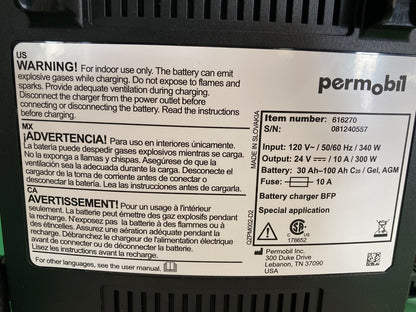 US
WARNING! For indoor use only. The battery can emit
explosive gases while charging. Do not expose to flames and
sparks. Provide adequate ventilation during charging.
Disconnect the charger from the power outlet before
connecting or disconnecting the battery. Read the instructions
before charging.
MX
¡ADVERTENCIA! Para uso en interiores únicamente.
La batería puede despedir gases explosivos mientras se carga.
No la exponga a llamas y chispas. Asegúrese de que la
ventilación sea adecuada durante la carga. Desconecte el
cargador de la toma de corriente antes de conectar o
desconectar la batería. Lea las instrucciones antes de cargarla.
CA
AVERTISSEMENT! Pour un usage à l'intérieur
seulement. La batterie peut émettre des gaz explosifs pendant
la recharge. N'exposez pas la batterie à des flammes ou à
des étincelles. Assurez une aération adéquate durant la
recharge. Débranchez le chargeur de l'alimentation électrique
avant de connecter ou de déconnecter la batterie.
Lire les instructions avant de charger.
For other languages, see the user manual.
MADE IN SLOVAKIA
QZPM002-D2
permobil
Item number: 616270
S/N: 081240557
Input: 120 V~ / 50/60 Hz / 340 W
Output: 24 V / 10 A / 300 W
Battery: 30 Ah–100 Ah C20 / Gel, AGM
Fuse: 10 A
Battery charger BFP
Special application
C US
178652
Permobil Inc.
300 Duke Drive
Lebanon, TN 37090
USA